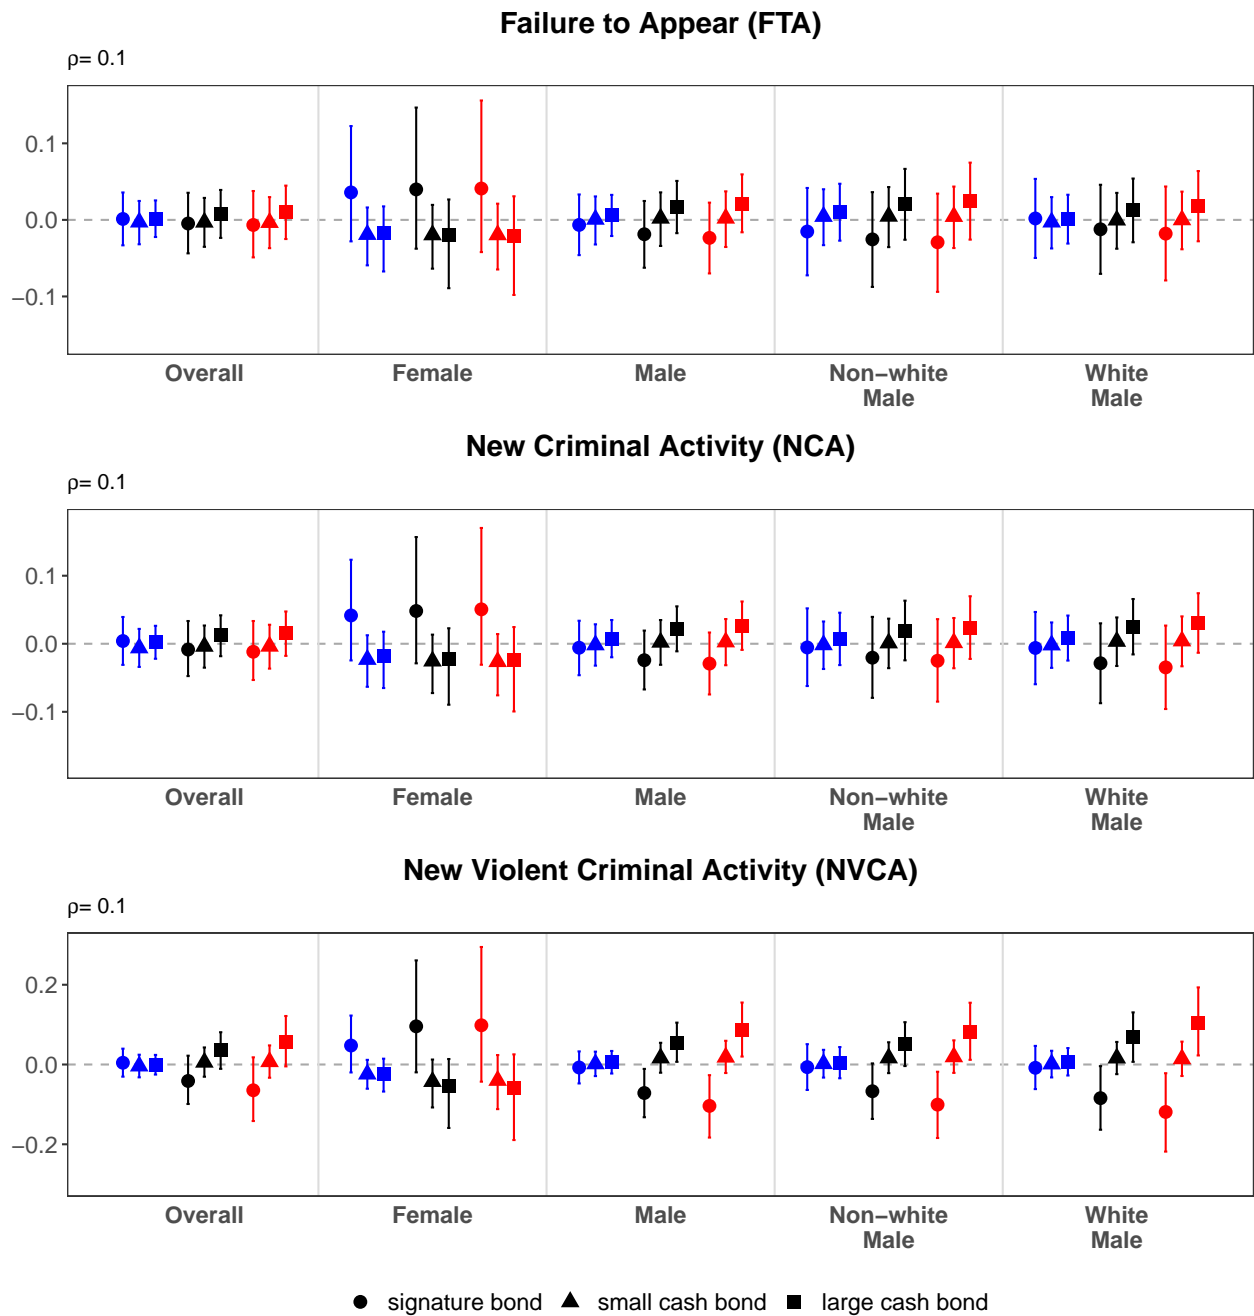 Failure to Appear (FTA)
ρ= 0.1
0.1
0.0
−0.1
Overall Female Male Non−white Male White Male
New Criminal Activity (NCA)
ρ= 0.1
0.1
0.0
−0.1
Overall Female Male Non−white Male White Male
New Violent Criminal Activity (NVCA)
ρ= 0.1
0.2
0.0
−0.2
Overall Female Male Non−white Male White Male
signature bond small cash bond large cash bond